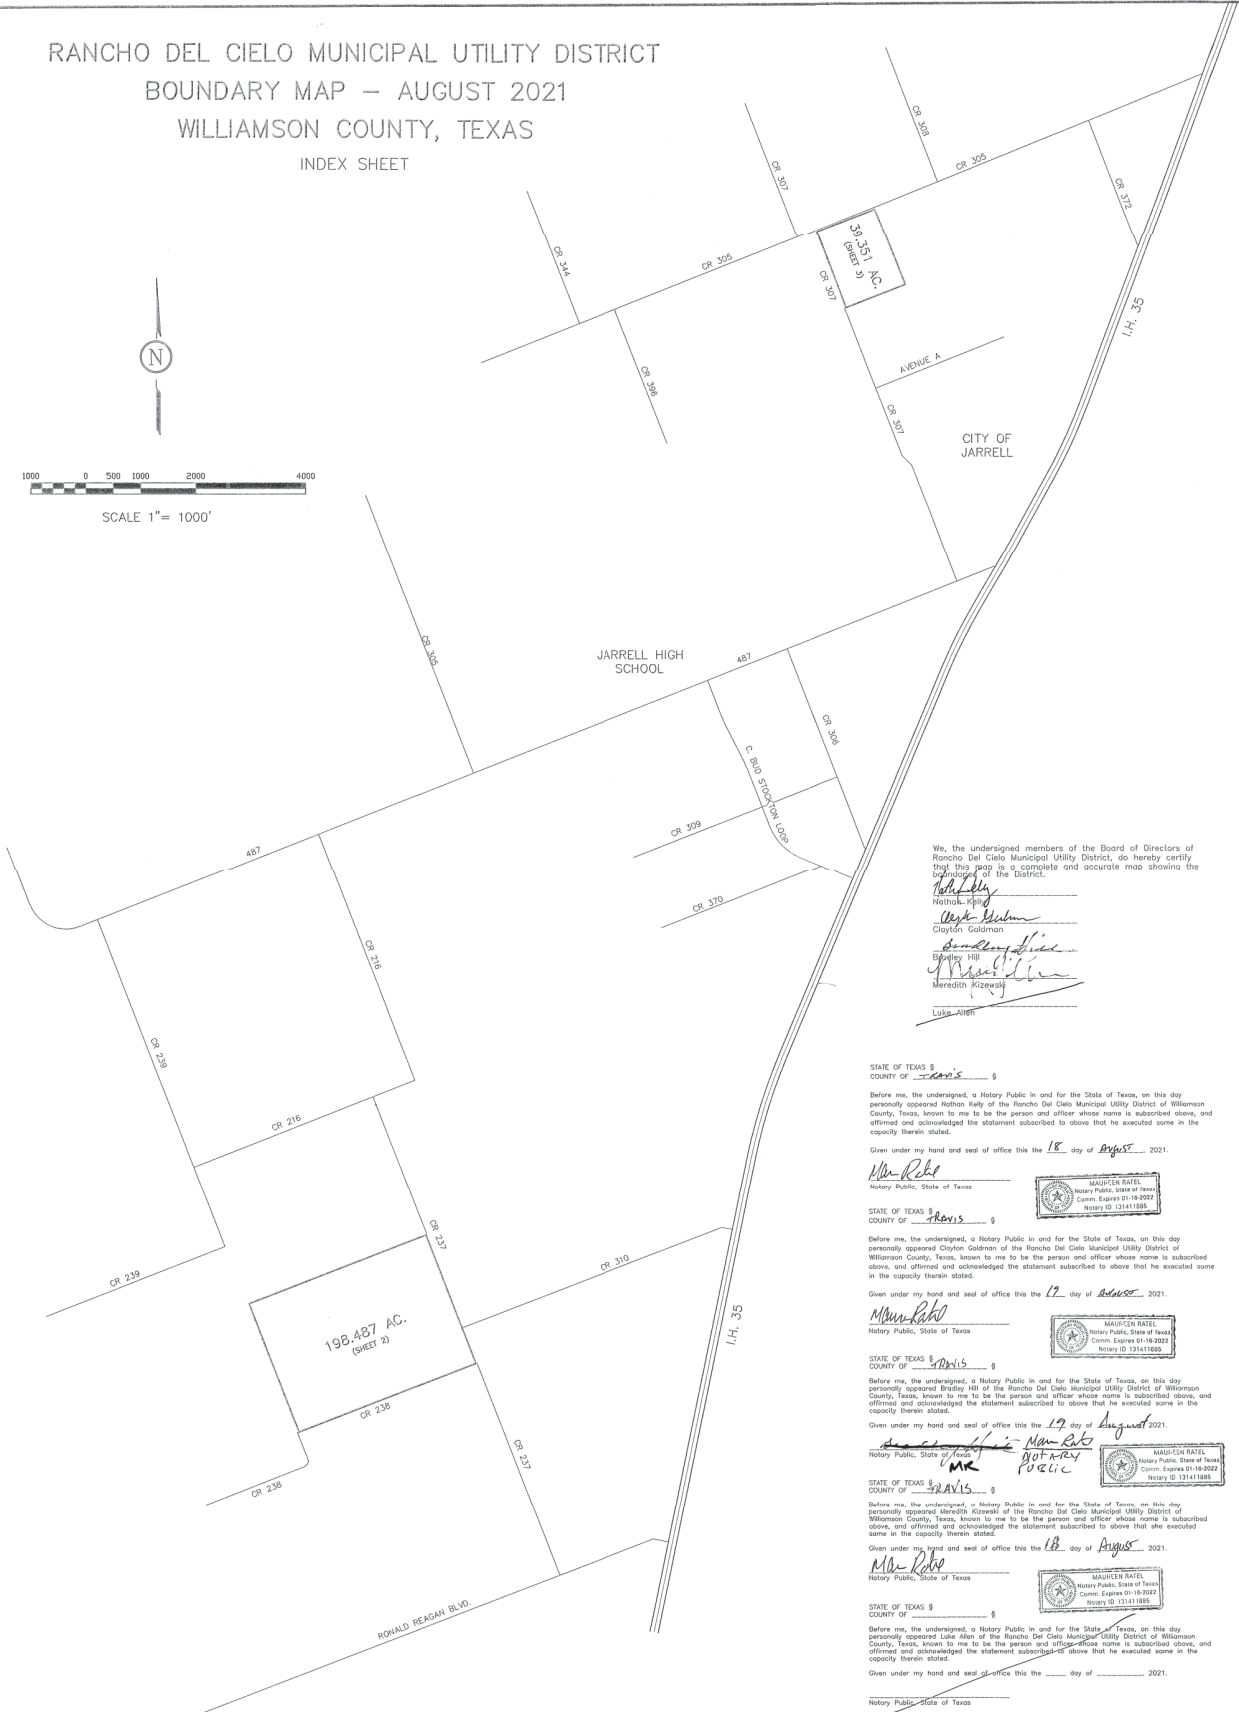 RANCHO DEL CIELO MUNICIPAL UTILITY DISTRICT
BOUNDARY MAP – AUGUST 2021
WILLIAMSON COUNTY, TEXAS
INDEX SHEET
CR 308
CR 305
CR 307
CR 372
CR 344
CR 305
39.351 AC.
(SHEET 3)
CR 307
I.H. 35
N
CR 396
AVENUE A
CR 307
CITY OF
JARRELL
1000 0 500 1000 2000 4000
SCALE 1"= 1000'
CR 305
JARRELL HIGH
SCHOOL
487
CR 306
C. BUD STOCKTON LOOP
CR 309
487
CR 370
CR 216
CR 239
CR 216
CR 237
CR 239
CR 310
198.487 AC.
(SHEET 2)
I.H. 35
CR 238
CR 237
CR 238
RONALD REAGAN BLVD.
We, the undersigned members of the Board of Directors of
Rancho Del Cielo Municipal Utility District, do hereby certify
that this map is a complete and accurate map showing the
boundaries of the District.
Nathan Kelly
Clayton Goldman
Bradley Hill
Meredith Kizewski
Luke Allen
STATE OF TEXAS §
COUNTY OF TRAVIS §
Before me, the undersigned, a Notary Public in and for the State of Texas, on this day
personally appeared Nathan Kelly of the Rancho Del Cielo Municipal Utility District of Williamson
County, Texas, known to me to be the person and officer whose name is subscribed above, and
affirmed and acknowledged the statement subscribed to above that he executed same in the
capacity therein stated.
Given under my hand and seal of office this the 18 day of August, 2021.
Notary Public, State of Texas
MAUREEN RATEL
Notary Public, State of Texas
Comm. Expires 01-16-2022
Notary ID 131411685
STATE OF TEXAS §
COUNTY OF TRAVIS §
Before me, the undersigned, a Notary Public in and for the State of Texas, on this day
personally appeared Clayton Goldman of the Rancho Del Cielo Municipal Utility District of
Williamson County, Texas, known to me to be the person and officer whose name is subscribed
above, and affirmed and acknowledged the statement subscribed to above that he executed same
in the capacity therein stated.
Given under my hand and seal of office this the 19 day of August, 2021.
Notary Public, State of Texas
MAUREEN RATEL
Notary Public, State of Texas
Comm. Expires 01-16-2022
Notary ID 131411685
STATE OF TEXAS §
COUNTY OF TRAVIS §
Before me, the undersigned, a Notary Public in and for the State of Texas, on this day
personally appeared Bradley Hill of the Rancho Del Cielo Municipal Utility District of Williamson
County, Texas, known to me to be the person and officer whose name is subscribed above, and
affirmed and acknowledged the statement subscribed to above that he executed same in the
capacity therein stated.
Given under my hand and seal of office this the 19 day of August 2021.
Notary Public, State of Texas
MR
NOTARY
PUBLIC
MAUREEN RATEL
Notary Public, State of Texas
Comm. Expires 01-16-2022
Notary ID 131411685
STATE OF TEXAS §
COUNTY OF TRAVIS §
Before me, the undersigned, a Notary Public in and for the State of Texas, on this day
personally appeared Meredith Kizewski of the Rancho Del Cielo Municipal Utility District of
Williamson County, Texas, known to me to be the person and officer whose name is subscribed
above, and affirmed and acknowledged the statement subscribed to above that she executed
same in the capacity therein stated.
Given under my hand and seal of office this the 18 day of August, 2021.
Notary Public, State of Texas
MAUREEN RATEL
Notary Public, State of Texas
Comm. Expires 01-16-2022
Notary ID 131411685
STATE OF TEXAS §
COUNTY OF §
Before me, the undersigned, a Notary Public in and for the State of Texas, on this day
personally appeared Luke Allen of the Rancho Del Cielo Municipal Utility District of Williamson
County, Texas, known to me to be the person and officer whose name is subscribed above, and
affirmed and acknowledged the statement subscribed to above that he executed same in the
capacity therein stated.
Given under my hand and seal of office this the ____ day of ____________, 2021.
Notary Public, State of Texas